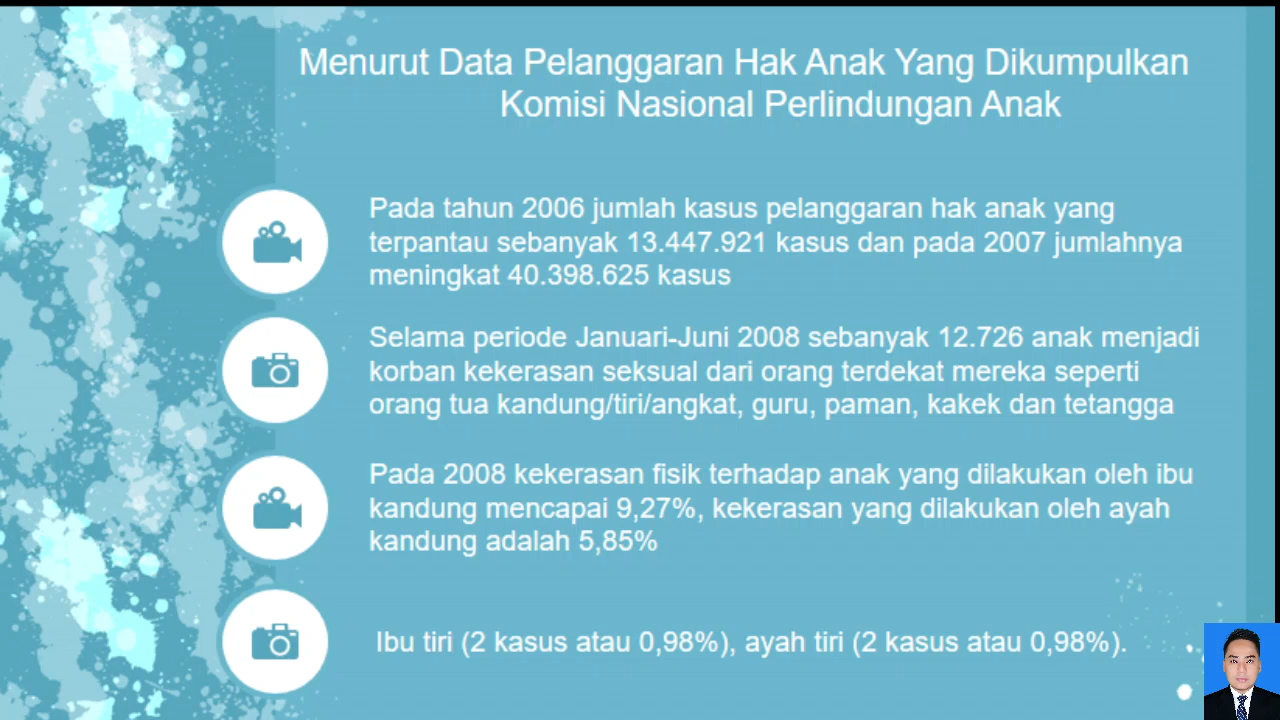 Menurut Data Pelanggaran Hak Anak Yang Dikumpulkan
Komisi Nasional Perlindungan Anak
Pada tahun 2006 jumlah kasus pelanggaran hak anak yang
terpantau sebanyak 13.447.921 kasus dan pada 2007 jumlahnya
meningkat 40.398.625 kasus
Selama periode Januari-Juni 2008 sebanyak 12.726 anak menjadi
korban kekerasan seksual dari orang terdekat mereka seperti
orang tua kandung/tiri/angkat, guru, paman, kakek dan tetangga
Pada 2008 kekerasan fisik terhadap anak yang dilakukan oleh ibu
kandung mencapai 9,27%, kekerasan yang dilakukan oleh ayah
kandung adalah 5,85%
Ibu tiri (2 kasus atau 0,98%), ayah tiri (2 kasus atau 0,98%).